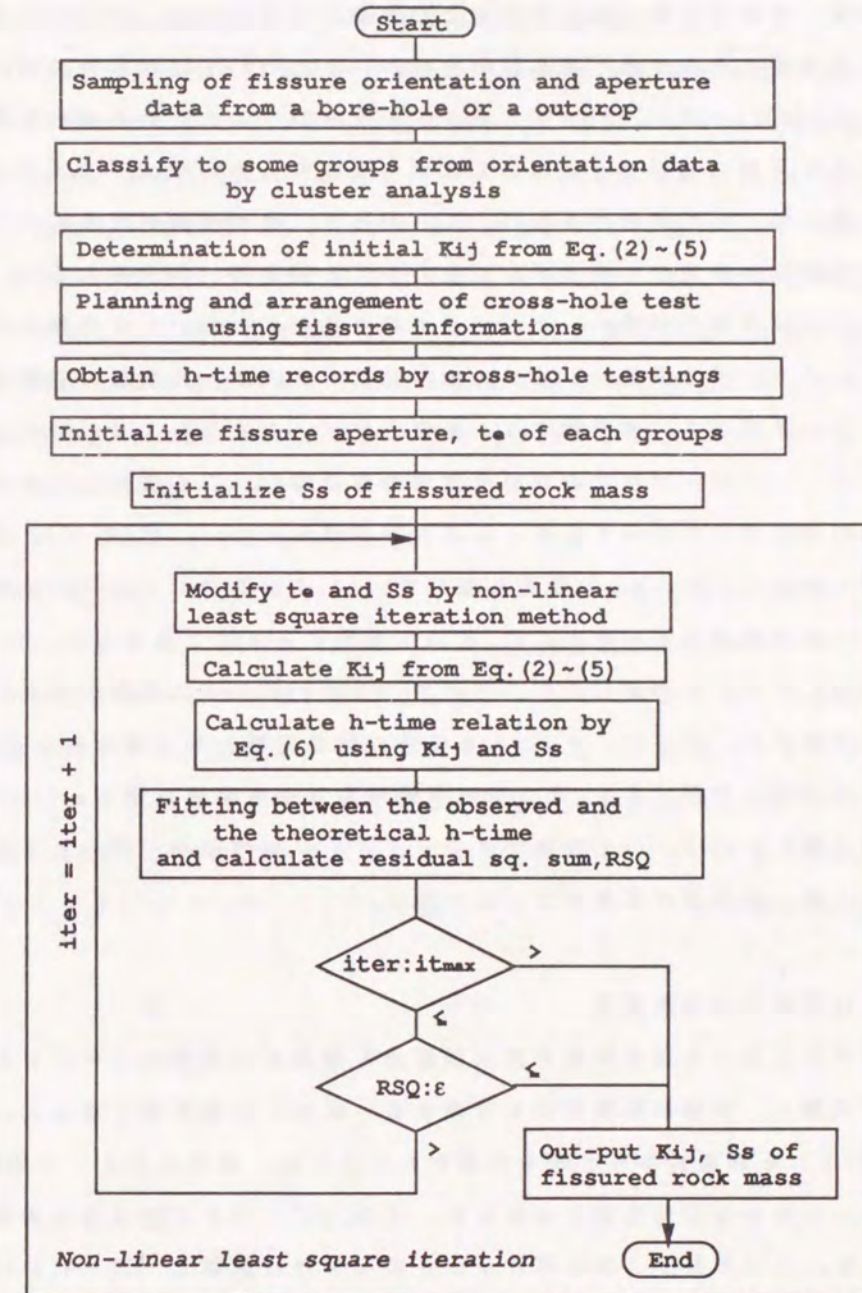 Start
Sampling of fissure orientation and aperture
data from a bore-hole or a outcrop
Classify to some groups from orientation data
by cluster analysis
Determination of initial Kij from Eq.(2)~(5)
Planning and arrangement of cross-hole test
using fissure informations
Obtain h-time records by cross-hole testings
Initialize fissure aperture, te of each groups
Initialize Ss of fissured rock mass
Modify te and Ss by non-linear
least square iteration method
Calculate Kij from Eq.(2)~(5)
Calculate h-time relation by
Eq.(6) using Kij and Ss
iter = iter + 1
Fitting between the observed and
the theoretical h-time
and calculate residual sq. sum,RSQ
iter:itmax
>
≤
RSQ:ε
≤
>
Out-put Kij, Ss of
fissured rock mass
Non-linear least square iteration
End